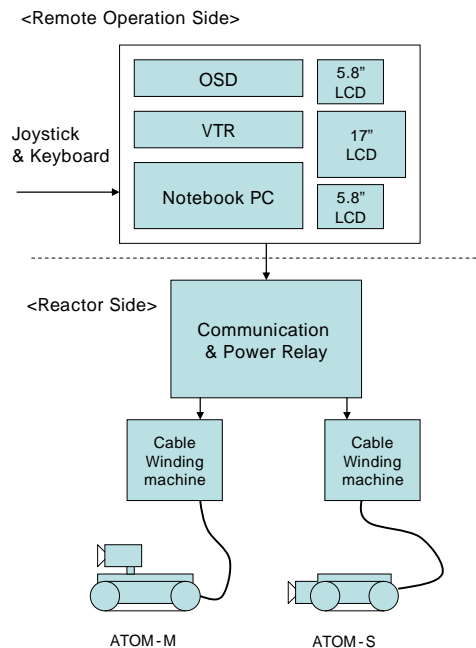 <Remote Operation Side>
OSD
5.8”
LCD
VTR
17”
LCD
Joystick
& Keyboard
Notebook PC
5.8”
LCD
<Reactor Side>
Communication
& Power Relay
Cable
Winding
machine
Cable
Winding
machine
ATOM-M
ATOM-S